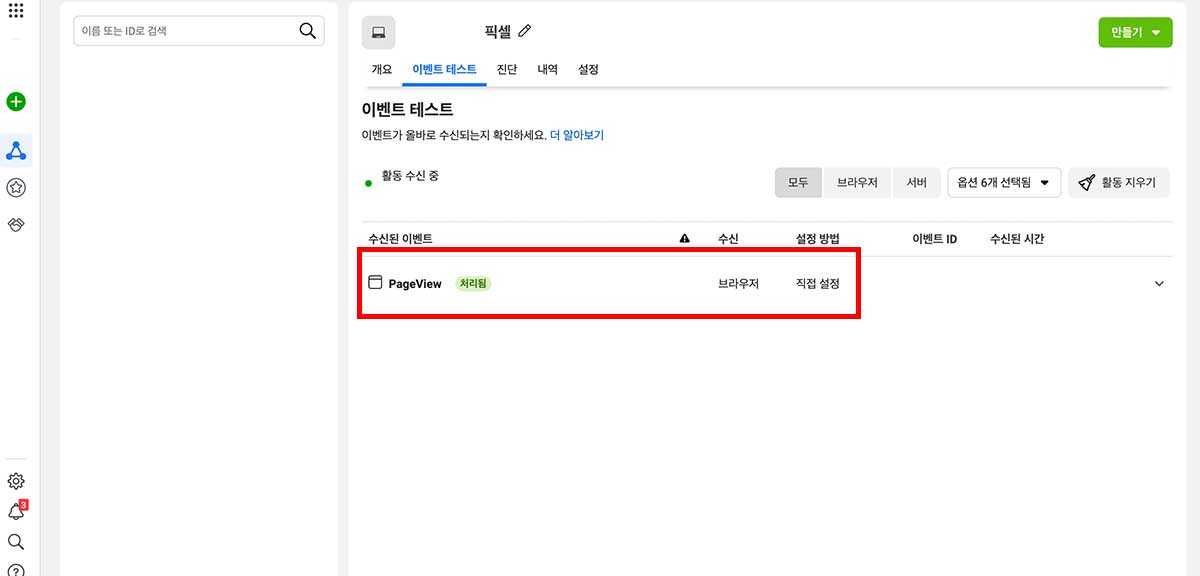 이름 또는 ID로 검색
픽셀
만들기
개요 이벤트 테스트 진단 내역 설정
이벤트 테스트
이벤트가 올바로 수신되는지 확인하세요. 더 알아보기
활동 수신 중
모두 브라우저 서버 옵션 6개 선택됨 활동 지우기
수신된 이벤트 수신 설정 방법 이벤트 ID 수신된 시간
PageView 처리됨 브라우저 직접 설정
3